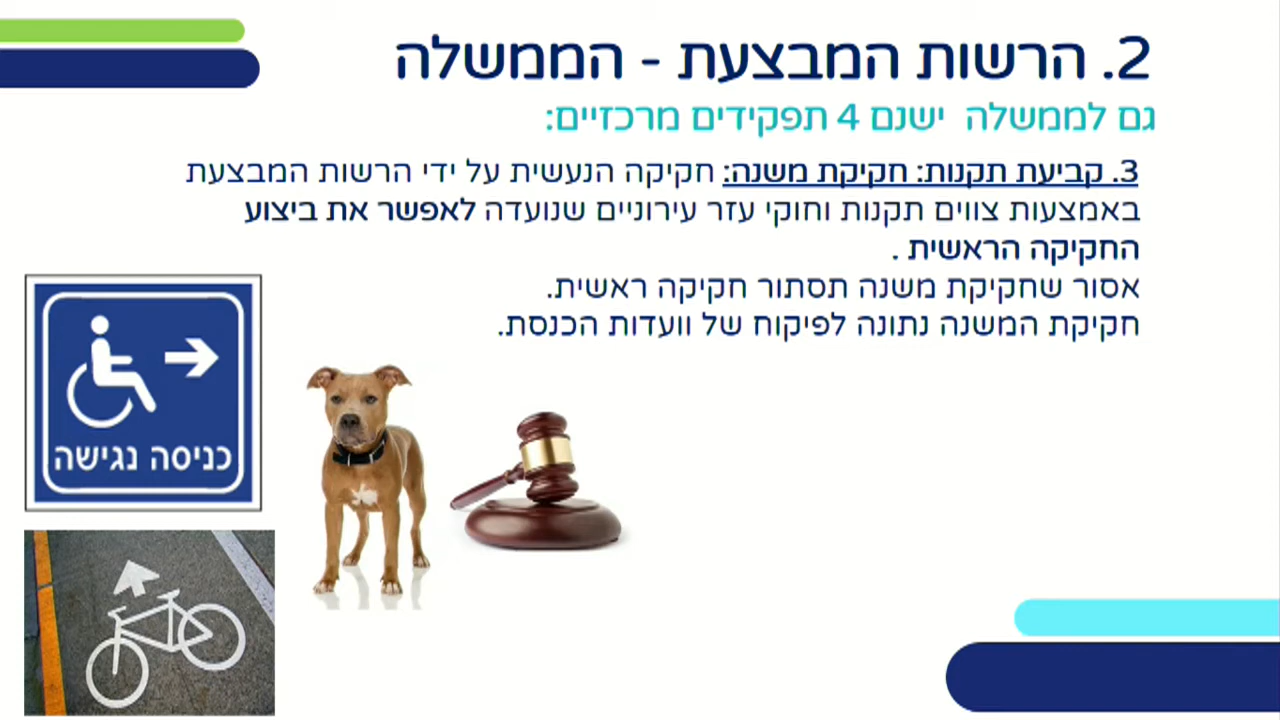 2. הרשות המבצעת - הממשלה
גם לממשלה ישנם 4 תפקידים מרכזיים:
3. קביעת תקנות: חקיקת משנה: חקיקה הנעשית על ידי הרשות המבצעת
באמצעות צווים תקנות וחוקי עזר עירוניים שנועדה לאפשר את ביצוע
החקיקה הראשית .
אסור שחקיקת משנה תסתור חקיקה ראשית.
חקיקת המשנה נתונה לפיקוח של וועדות הכנסת.
כניסה נגישה